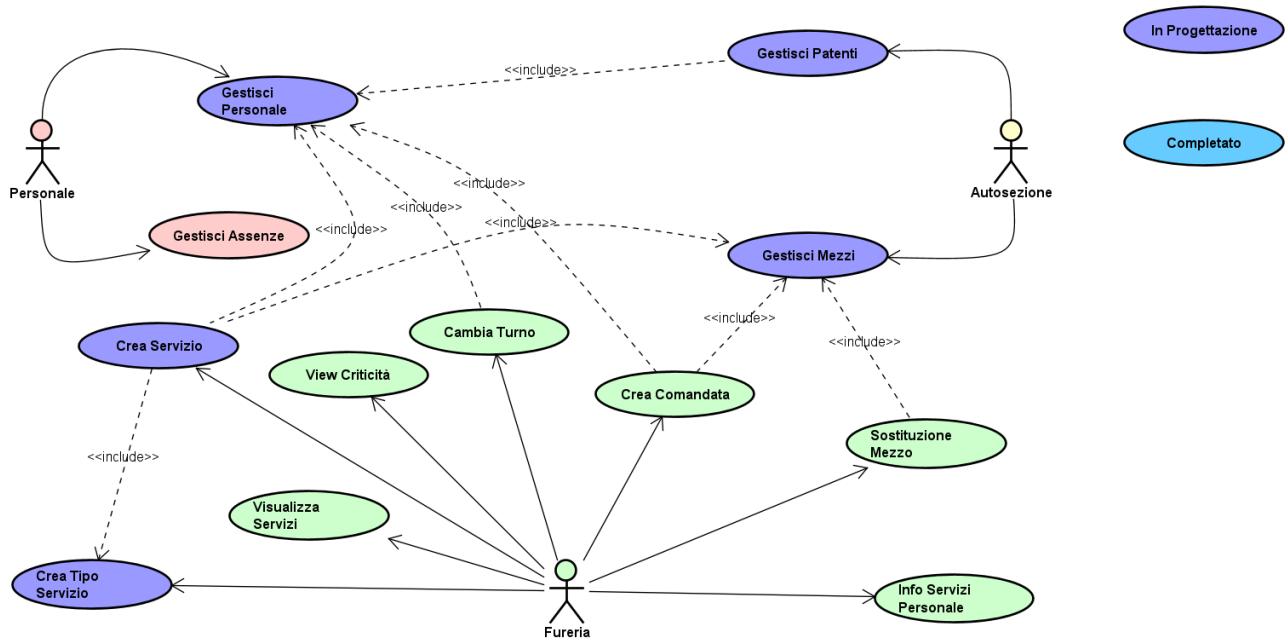 In Progettazione
Gestisci Patenti
<<include>>
Gestisci
Personale
Completato
Personale
Autosezione
<<include>>
<<include>>
<<include>>
<<include>>
Gestisci Assenze
Gestisci Mezzi
<<include>>
Cambia Turno
Crea Servizio
<<include>>
View Criticità
Crea Comandata
Sostituzione
Mezzo
<<include>>
Visualizza
Servizi
Crea Tipo
Servizio
Info Servizi
Personale
Fureria